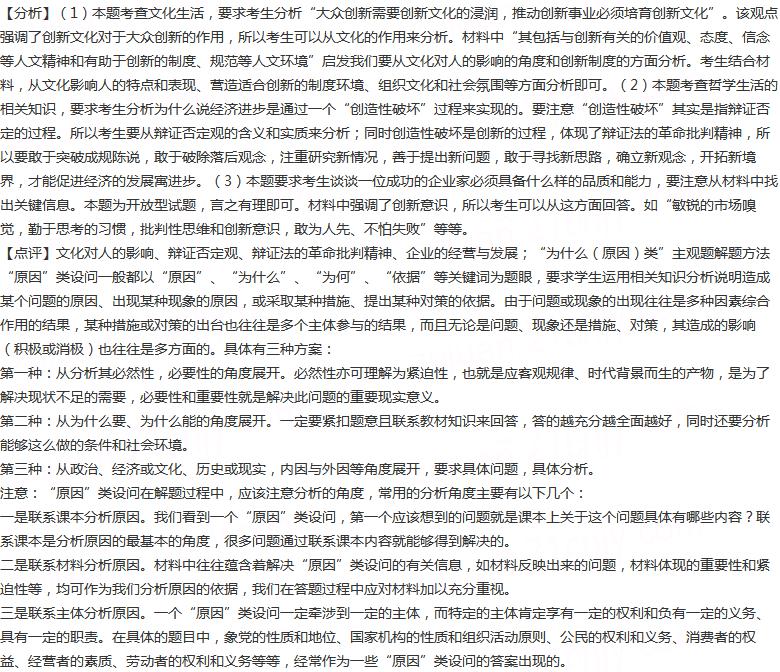 【分析】（1）本题考查文化生活，要求考生分析“大众创新需要创新文化的浸润，推动创新事业必须培育创新文化”。该观点
强调了创新文化对于大众创新的作用，所以考生可以从文化的作用来分析。材料中“其包括与创新有关的价值观、态度、信念
等人文精神和有助于创新的制度、规范等人文环境”启发我们要从文化对人的影响的角度和创新制度的方面分析。考生结合材
料，从文化影响人的特点和表现、营造适合创新的制度环境、组织文化和社会氛围等方面分析即可。（2）本题考查哲学生活的
相关知识，要求考生分析为什么说经济进步是通过一个“创造性破坏”过程来实现的。要注意“创造性破坏”其实是指辩证否
定的过程。所以考生要从辩证否定观的含义和实质来分析；同时创造性破坏是创新的过程，体现了辩证法的革命批判精神，所
以要敢于突破成规陈说，敢于破除落后观念，注重研究新情况，善于提出新问题，敢于寻找新思路，确立新观念，开拓新境
界，才能促进经济的发展寓进步。（3）本题要求考生谈谈一位成功的企业家必须具备什么样的品质和能力，要注意从材料中找
出关键信息。本题为开放型试题，言之有理即可。材料中强调了创新意识，所以考生可以从这方面回答。如“敏锐的市场嗅
觉，勤于思考的习惯，批判性思维和创新意识，敢为人先、不怕失败”等等。
【点评】文化对人的影响、辩证否定观、辩证法的革命批判精神、企业的经营与发展；“为什么（原因）类”主观题解题方法
“原因”类设问一般都以“原因”、“为什么”、“为何”、“依据”等关键词为题眼，要求学生运用相关知识分析说明造成
某个问题的原因、出现某种现象的原因，或采取某种措施、提出某种对策的依据。由于问题或现象的出现往往是多种因素综合
作用的结果，某种措施或对策的出台也往往是多个主体参与的结果，而且无论是问题、现象还是措施、对策，其造成的影响
（积极或消极）也往往是多方面的。具体有三种方案：
第一种：从分析其必然性，必要性的角度展开。必然性亦可理解为紧迫性，也就是应客观规律、时代背景而生的产物，是为了
解决现状不足的需要，必要性和重要性就是解决此问题的重要现实意义。
第二种：从为什么要、为什么能的角度展开。一定要紧扣题意且联系教材知识来回答，答的越充分越全面越好，同时还要分析
能够这么做的条件和社会环境。
第三种：从政治、经济或文化、历史或现实，内因与外因等角度展开，要求具体问题，具体分析。
注意：“原因”类设问在解题过程中，应该注意分析的角度，常用的分析角度主要有以下几个：
一是联系课本分析原因。我们看到一个“原因”类设问，第一个应该想到的问题就是课本上关于这个问题具体有哪些内容？联
系课本是分析原因的最基本的角度，很多问题通过联系课本内容就能够得到解决的。
二是联系材料分析原因。材料中往往蕴含着解决“原因”类设问的有关信息，如材料反映出来的问题，材料体现的重要性和紧
迫性等，均可作为我们分析原因的依据，我们在答题过程中应对材料加以充分重视。
三是联系主体分析原因。一个“原因”类设问一定牵涉到一定的主体，而特定的主体肯定享有一定的权利和负有一定的义务、
具有一定的职责。在具体的题目中，象党的性质和地位、国家机构的性质和组织活动原则、公民的权利和义务、消费者的权
益、经营者的素质、劳动者的权利和义务等等，经常作为一些“原因”类设问的答案出现的。